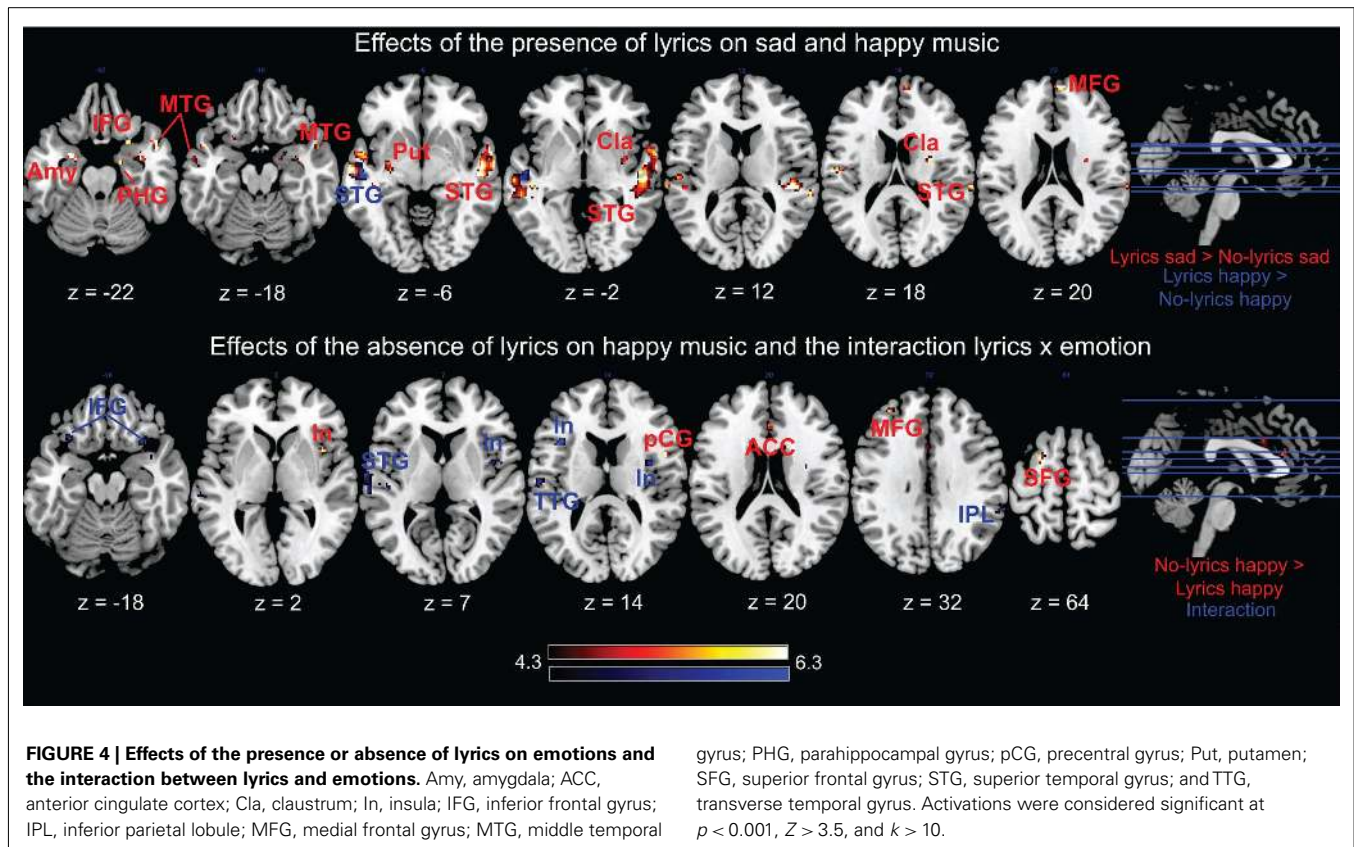 Effects of the presence of lyrics on sad and happy music
MFG
MTG
IFG
MTG
Cla
Cla
Amy
Put
PHG
STG
STG
STG
STG
Lyrics sad > No-lyrics sad
Lyrics happy >
No-lyrics happy
z = -22
z = -18
z = -6
z = -2
z = 12
z = 18
z = 20
Effects of the absence of lyrics on happy music and the interaction lyrics x emotion
IFG
In
STG
In
In
pCG
In
TTG
ACC
MFG
IPL
SFG
No-lyrics happy >
Lyrics happy
Interaction
z = -18
z = 2
z = 7
z = 14
z = 20
z = 32
z = 64
4.3
6.3
FIGURE 4 | Effects of the presence or absence of lyrics on emotions and
the interaction between lyrics and emotions. Amy, amygdala; ACC,
anterior cingulate cortex; Cla, claustrum; In, insula; IFG, inferior frontal gyrus;
IPL, inferior parietal lobule; MFG, medial frontal gyrus; MTG, middle temporal
gyrus; PHG, parahippocampal gyrus; pCG, precentral gyrus; Put, putamen;
SFG, superior frontal gyrus; STG, superior temporal gyrus; and TTG,
transverse temporal gyrus. Activations were considered significant at
p < 0.001, Z > 3.5, and k > 10.